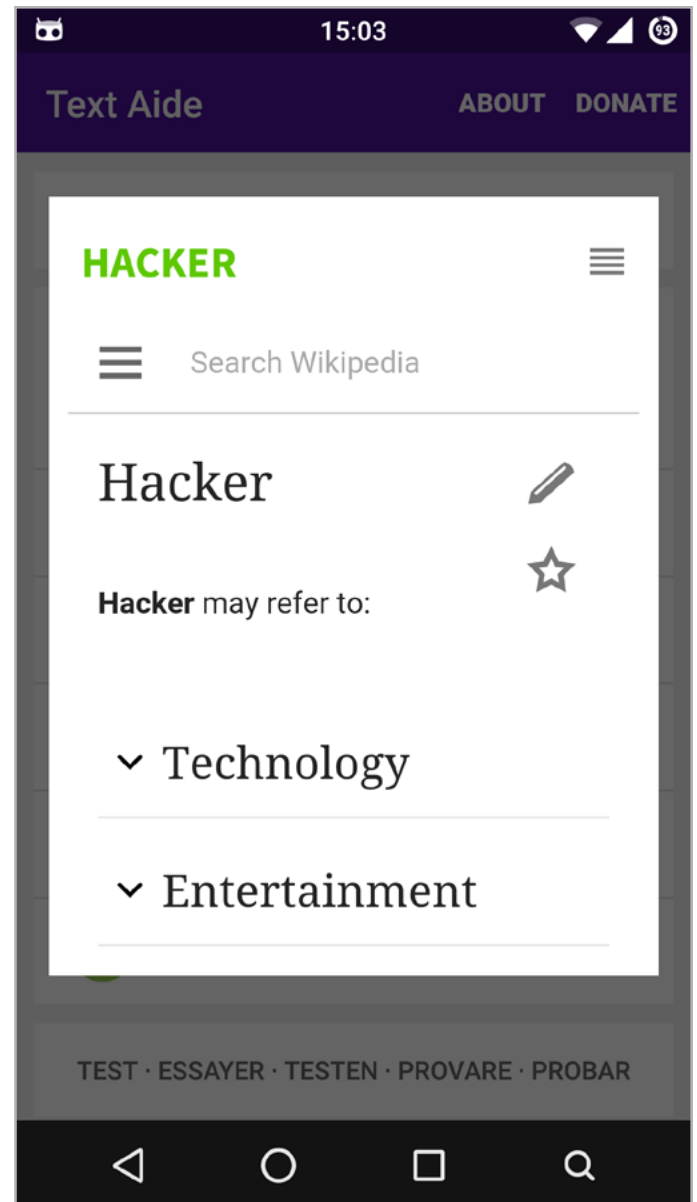 15:03
93
Text Aide ABOUT DONATE
HACKER
Search Wikipedia
Hacker
Hacker may refer to:
Technology
Entertainment
TEST · ESSAYER · TESTEN · PROVARE · PROBAR